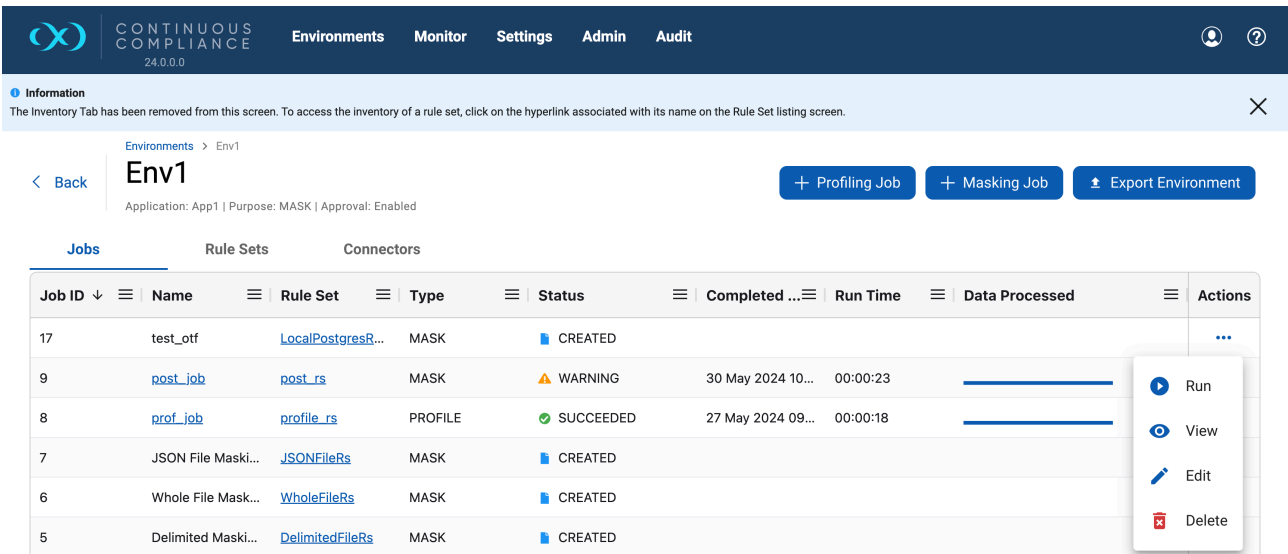 CONTINUOUS
COMPLIANCE
24.0.0.0
Environments Monitor Settings Admin Audit
Information
The Inventory Tab has been removed from this screen. To access the inventory of a rule set, click on the hyperlink associated with its name on the Rule Set listing screen.
Environments > Env1
Back
Env1
+ Profiling Job + Masking Job Export Environment
Application: App1 | Purpose: MASK | Approval: Enabled
Jobs Rule Sets Connectors
Job ID Name Rule Set Type Status Completed ... Run Time Data Processed Actions
17 test_otf LocalPostgresR... MASK CREATED ...
9 post_job post_rs MASK WARNING 30 May 2024 10... 00:00:23
Run
8 prof_job profile_rs PROFILE SUCCEEDED 27 May 2024 09... 00:00:18
View
7 JSON File Maski... JSONFileRs MASK CREATED
Edit
6 Whole File Mask... WholeFileRs MASK CREATED
Delete
5 Delimited Maski... DelimitedFileRs MASK CREATED